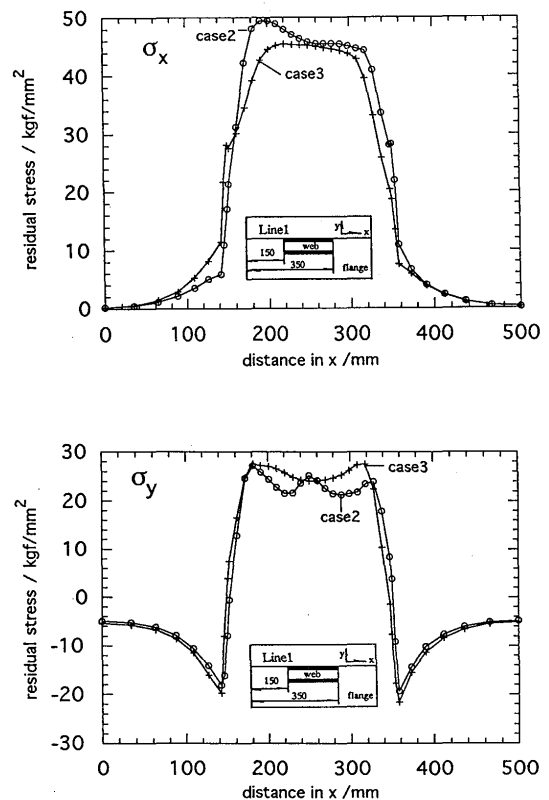 50
40
30
20
10
0
residual stress / kgf/mm²
σx
case2
case3
Line1
y
x
web
150
350
flange
0 100 200 300 400 500
distance in x /mm
30
20
10
0
-10
-20
-30
residual stress / kgf/mm²
σy
case3
case2
Line1
y
x
web
150
350
flange
0 100 200 300 400 500
distance in x /mm